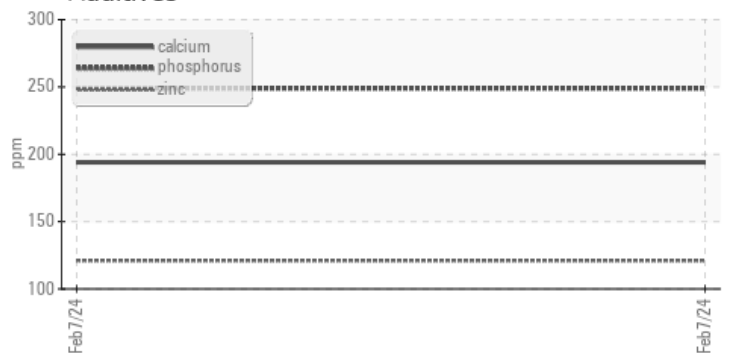 Additives
300
250
200
150
100
ppm
calcium
phosphorus
zinc
Feb7/24
Feb7/24